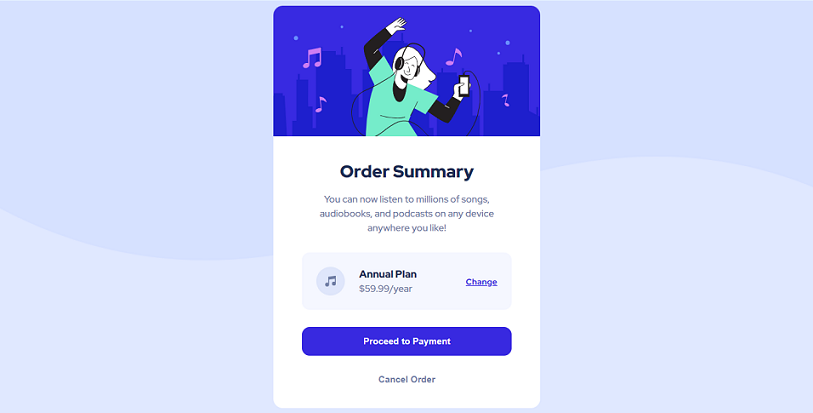 Order Summary
You can now listen to millions of songs,
audiobooks, and podcasts on any device
anywhere you like!
Annual Plan
$59.99/year
Change
Proceed to Payment
Cancel Order